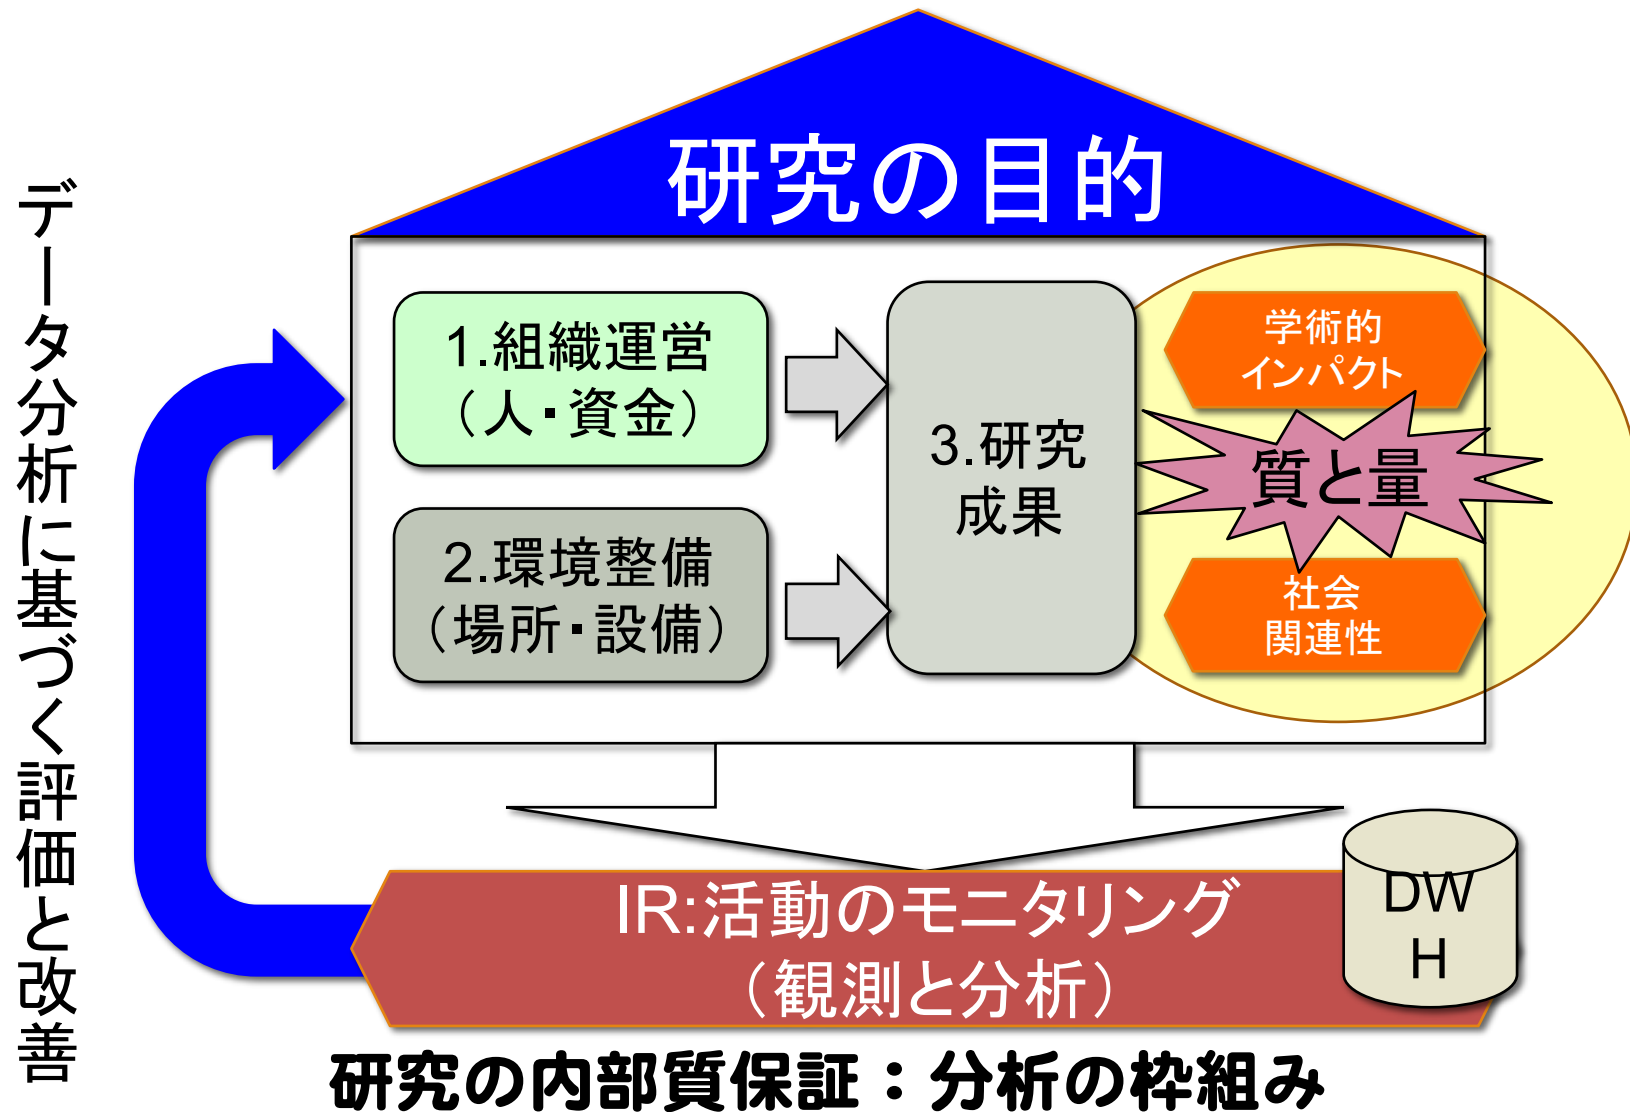 研究の目的
データ分析に基づく評価と改善
1.組織運営
（人・資金）
2.環境整備
（場所・設備）
3.研究
成果
学術的
インパクト
質と量
社会
関連性
IR:活動のモニタリング
（観測と分析）
DW
H
研究の内部質保証：分析の枠組み